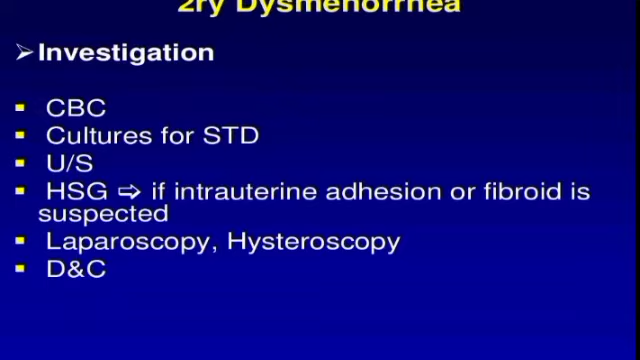 2ry Dysmenorrhea
➢Investigation
▪ CBC
▪ Cultures for STD
▪ U/S
▪ HSG ⇨ if intrauterine adhesion or fibroid is
suspected
▪ Laparoscopy, Hysteroscopy
▪ D&C